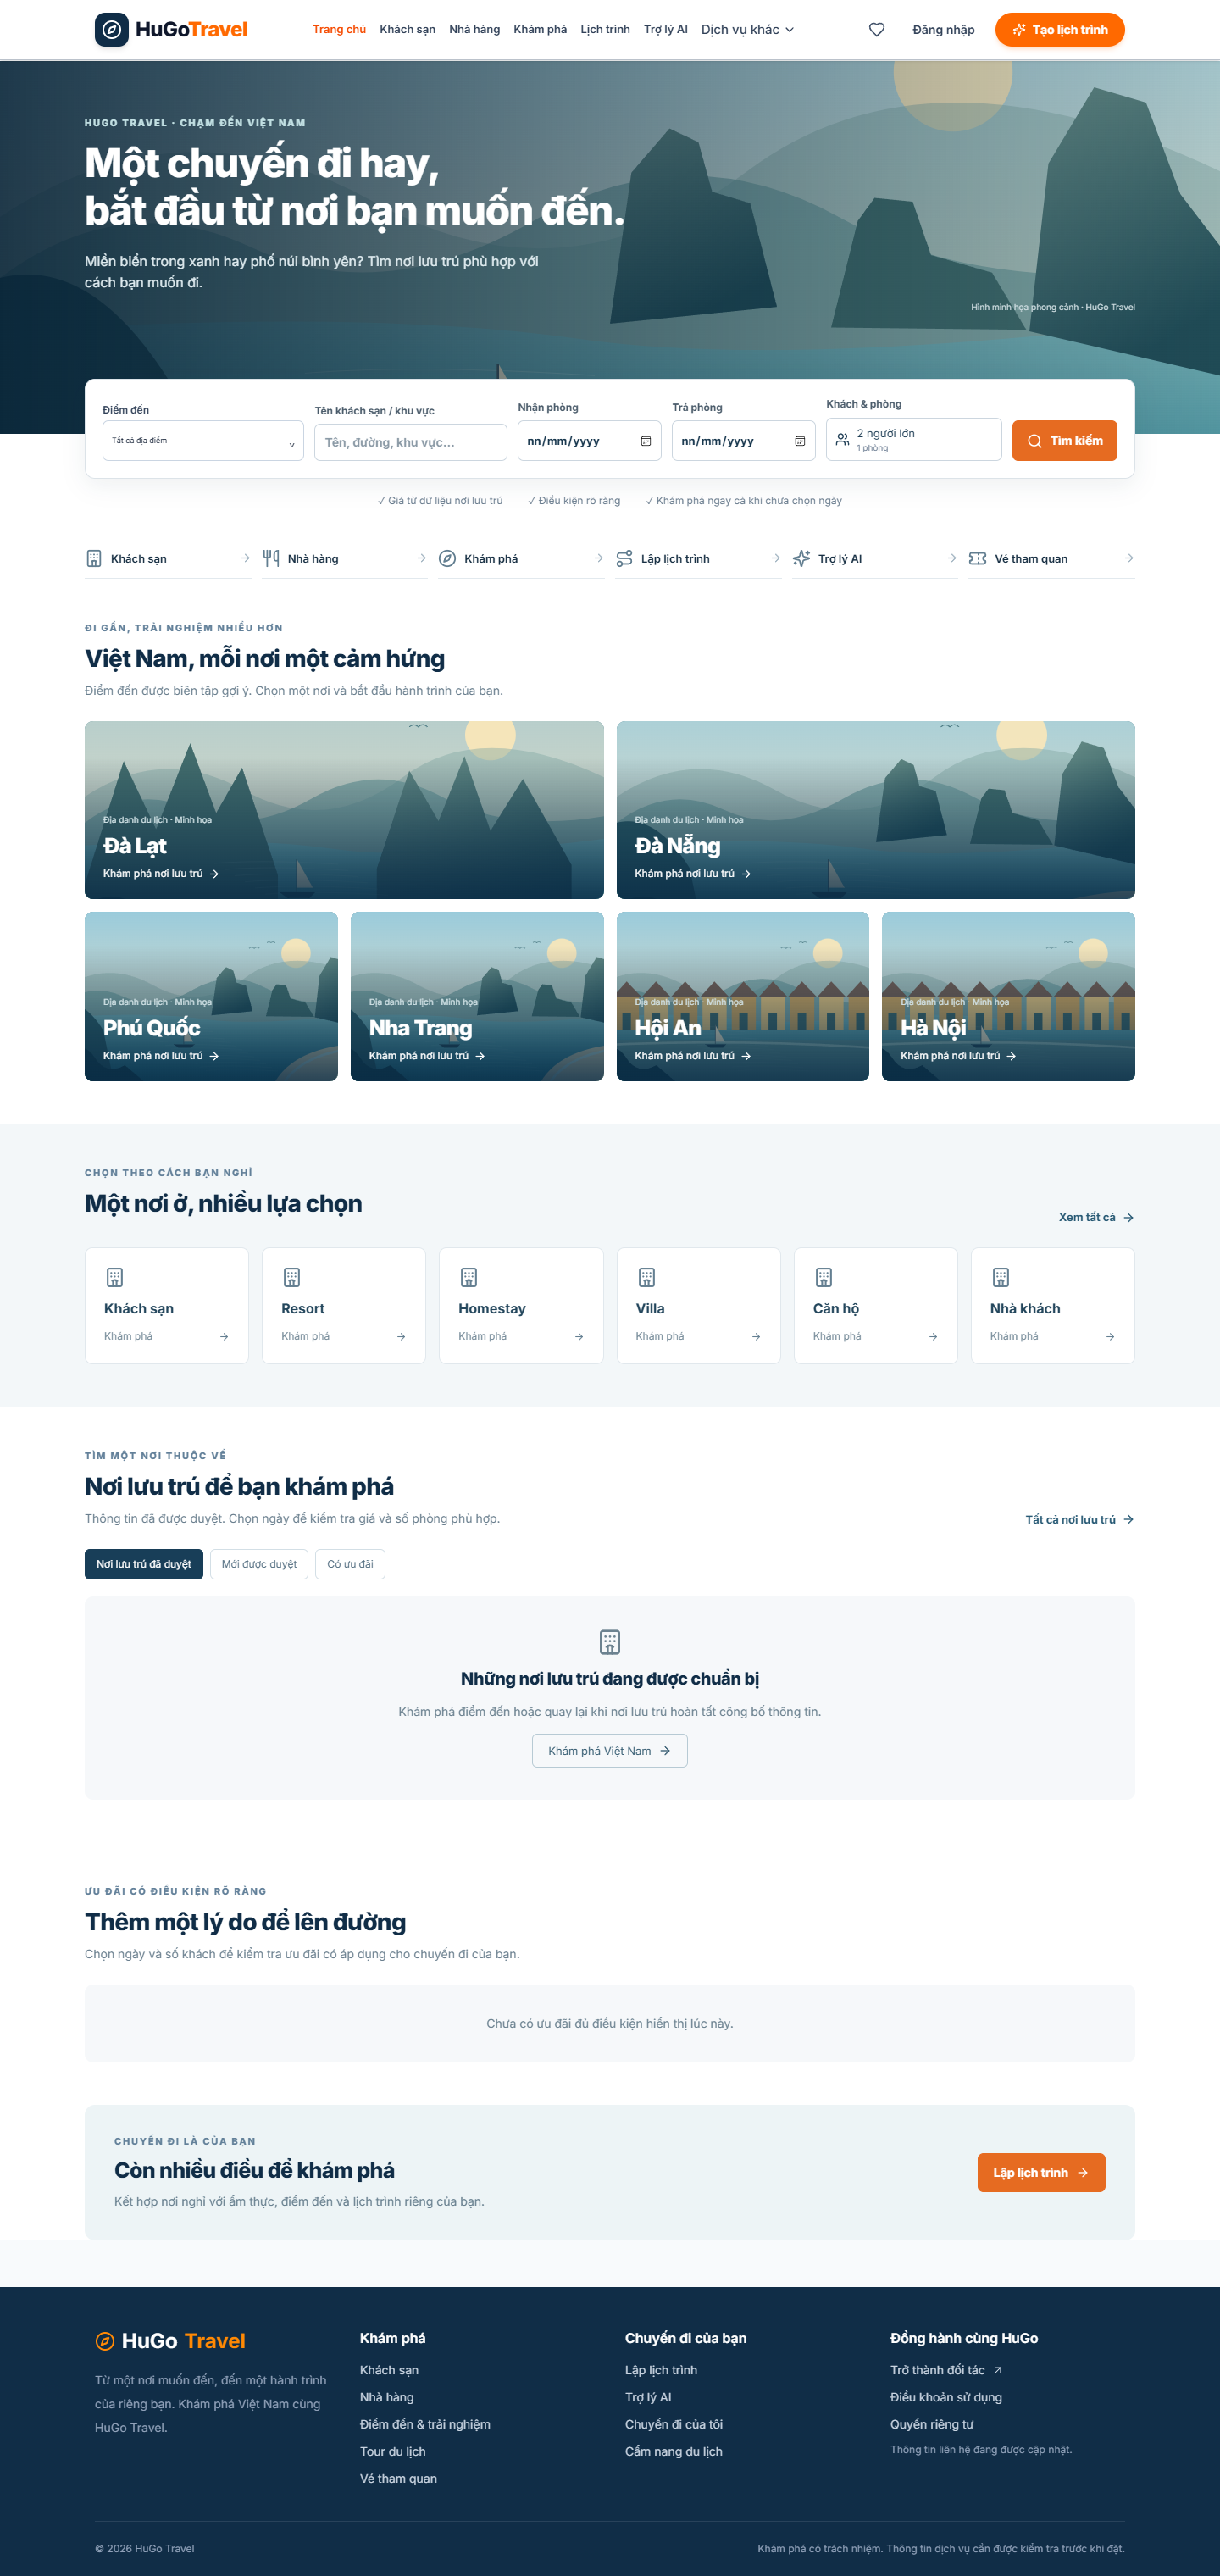 HuGoTravel
Trang chủ
Khách sạn
Nhà hàng
Khám phá
Lịch trình
Trợ lý AI
Dịch vụ khác
Đăng nhập
Tạo lịch trình
HUGO TRAVEL · CHẠM ĐẾN VIỆT NAM
Một chuyến đi hay,
bắt đầu từ nơi bạn muốn đến.
Miền biển trong xanh hay phố núi bình yên? Tìm nơi lưu trú phù hợp với
cách bạn muốn đi.
Hình minh họa phong cảnh · HuGo Travel
Điểm đến
Tất cả địa điểm
Tên khách sạn / khu vực
Tên, đường, khu vực...
Nhận phòng
nn/mm/yyyy
Trả phòng
nn/mm/yyyy
Khách & phòng
2 người lớn
1 phòng
Tìm kiếm
✓ Giá từ dữ liệu nơi lưu trú
✓ Điều kiện rõ ràng
✓ Khám phá ngay cả khi chưa chọn ngày
Khách sạn
Nhà hàng
Khám phá
Lập lịch trình
Trợ lý AI
Vé tham quan
ĐI GẦN, TRẢI NGHIỆM NHIỀU HƠN
Việt Nam, mỗi nơi một cảm hứng
Điểm đến được biên tập gợi ý. Chọn một nơi và bắt đầu hành trình của bạn.
Địa danh du lịch · Minh họa
Đà Lạt
Khám phá nơi lưu trú
Địa danh du lịch · Minh họa
Đà Nẵng
Khám phá nơi lưu trú
Địa danh du lịch · Minh họa
Phú Quốc
Khám phá nơi lưu trú
Địa danh du lịch · Minh họa
Nha Trang
Khám phá nơi lưu trú
Địa danh du lịch · Minh họa
Hội An
Khám phá nơi lưu trú
Địa danh du lịch · Minh họa
Hà Nội
Khám phá nơi lưu trú
CHỌN THEO CÁCH BẠN NGHỈ
Một nơi ở, nhiều lựa chọn
Xem tất cả
Khách sạn
Khám phá
Resort
Khám phá
Homestay
Khám phá
Villa
Khám phá
Căn hộ
Khám phá
Nhà khách
Khám phá
TÌM MỘT NƠI THUỘC VỀ
Nơi lưu trú để bạn khám phá
Thông tin đã được duyệt. Chọn ngày để kiểm tra giá và số phòng phù hợp.
Tất cả nơi lưu trú
Nơi lưu trú đã duyệt
Mới được duyệt
Có ưu đãi
Những nơi lưu trú đang được chuẩn bị
Khám phá điểm đến hoặc quay lại khi nơi lưu trú hoàn tất công bố thông tin.
Khám phá Việt Nam
ƯU ĐÃI CÓ ĐIỀU KIỆN RÕ RÀNG
Thêm một lý do để lên đường
Chọn ngày và số khách để kiểm tra ưu đãi có áp dụng cho chuyến đi của bạn.
Chưa có ưu đãi đủ điều kiện hiển thị lúc này.
CHUYẾN ĐI LÀ CỦA BẠN
Còn nhiều điều để khám phá
Kết hợp nơi nghỉ với ẩm thực, điểm đến và lịch trình riêng của bạn.
Lập lịch trình
HuGo Travel
Từ một nơi muốn đến, đến một hành trình
của riêng bạn. Khám phá Việt Nam cùng
HuGo Travel.
Khám phá
Khách sạn
Nhà hàng
Điểm đến & trải nghiệm
Tour du lịch
Vé tham quan
Chuyến đi của bạn
Lập lịch trình
Trợ lý AI
Chuyến đi của tôi
Cẩm nang du lịch
Đồng hành cùng HuGo
Trở thành đối tác
Điều khoản sử dụng
Quyền riêng tư
Thông tin liên hệ đang được cập nhật.
© 2026 HuGo Travel
Khám phá có trách nhiệm. Thông tin dịch vụ cần được kiểm tra trước khi đặt.